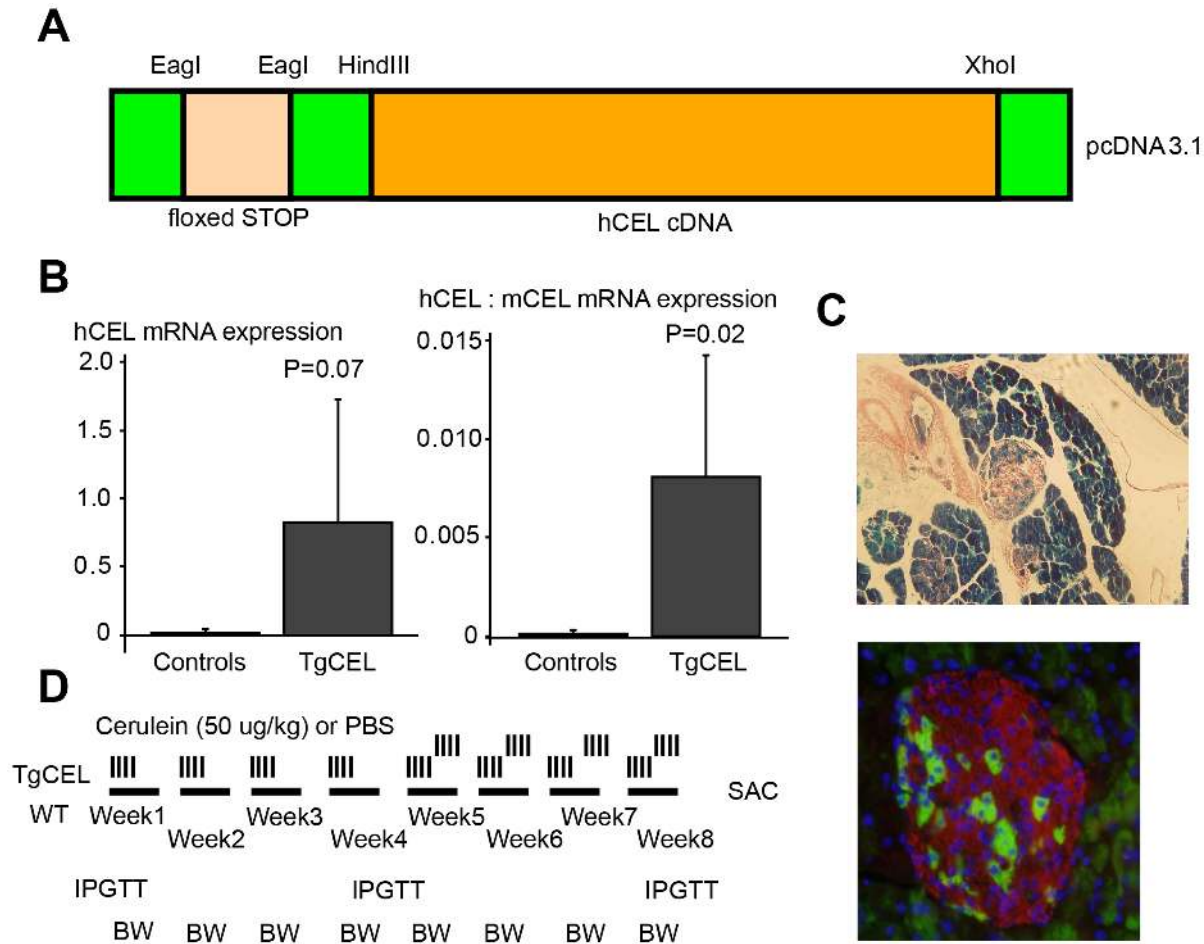 A
EagI EagI HindIII XhoI
pcDNA 3.1
floxed STOP
hCEL cDNA
B
hCEL mRNA expression
2.0
1.5
1.0
0.5
0
P=0.07
Controls TgCEL
hCEL : mCEL mRNA expression
0.015
0.010
0.005
0
P=0.02
Controls TgCEL
C
D
Cerulein (50 ug/kg) or PBS
TgCEL
WT
SAC
Week1 Week3 Week5 Week7
Week2 Week4 Week6 Week8
IPGTT IPGTT IPGTT
BW BW BW BW BW BW BW BW